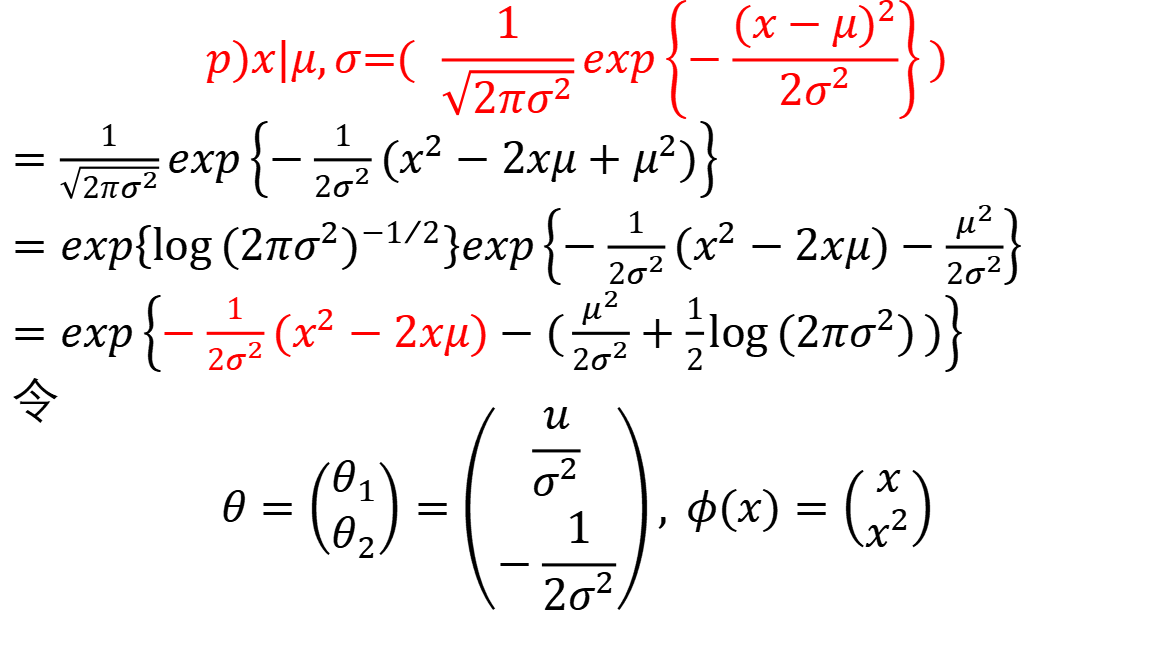 p)x|μ, σ=( 1/√(2πσ²) exp{−(x − μ)²/2σ²})
= 1/√(2πσ²) exp{−1/2σ² (x² − 2xμ + μ²)}
= exp{log (2πσ²)^−1/2}exp{−1/2σ² (x² − 2xμ) − μ²/2σ²}
= exp{−1/2σ² (x² − 2xμ) − (μ²/2σ² + 1/2 log (2πσ²) )}
令
θ = (θ₁ θ₂) = (u/σ² −1/2σ²), ϕ(x) = (x x²)